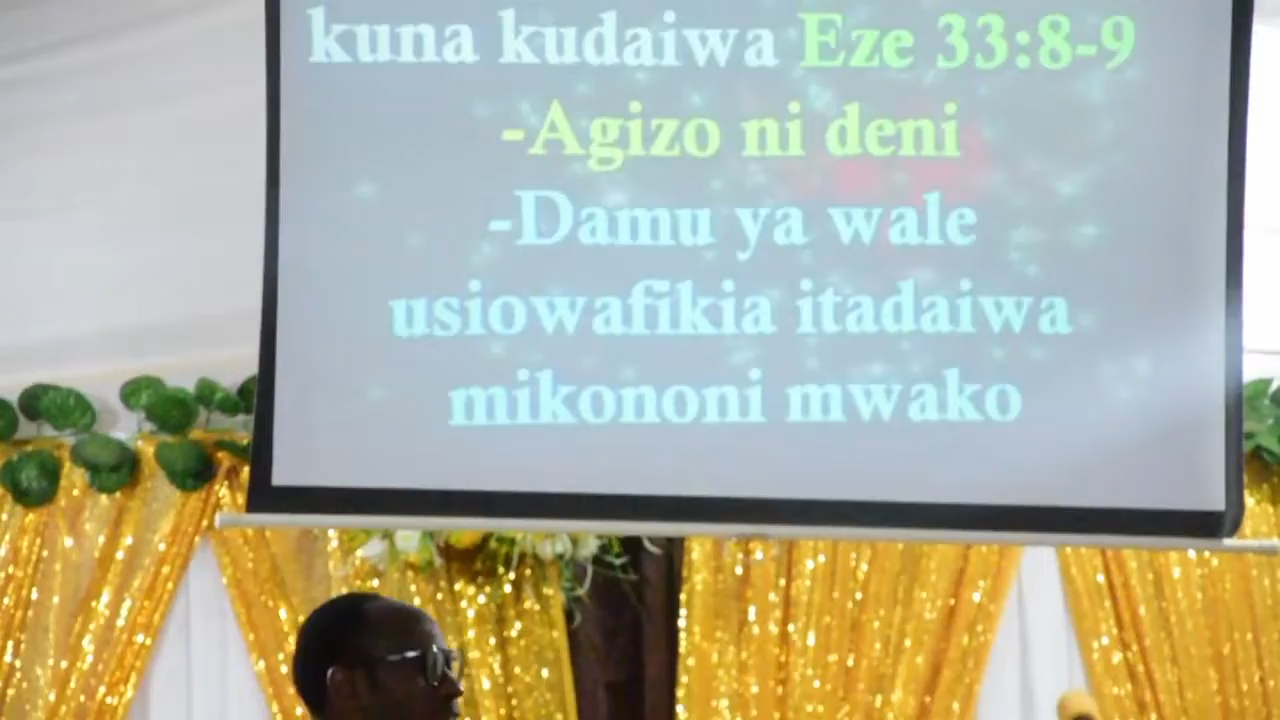 kuna kudaiwa Eze 33:8-9
-Agizo ni deni
-Damu ya wale
usiowafikia itadaiwa
mikononi mwako